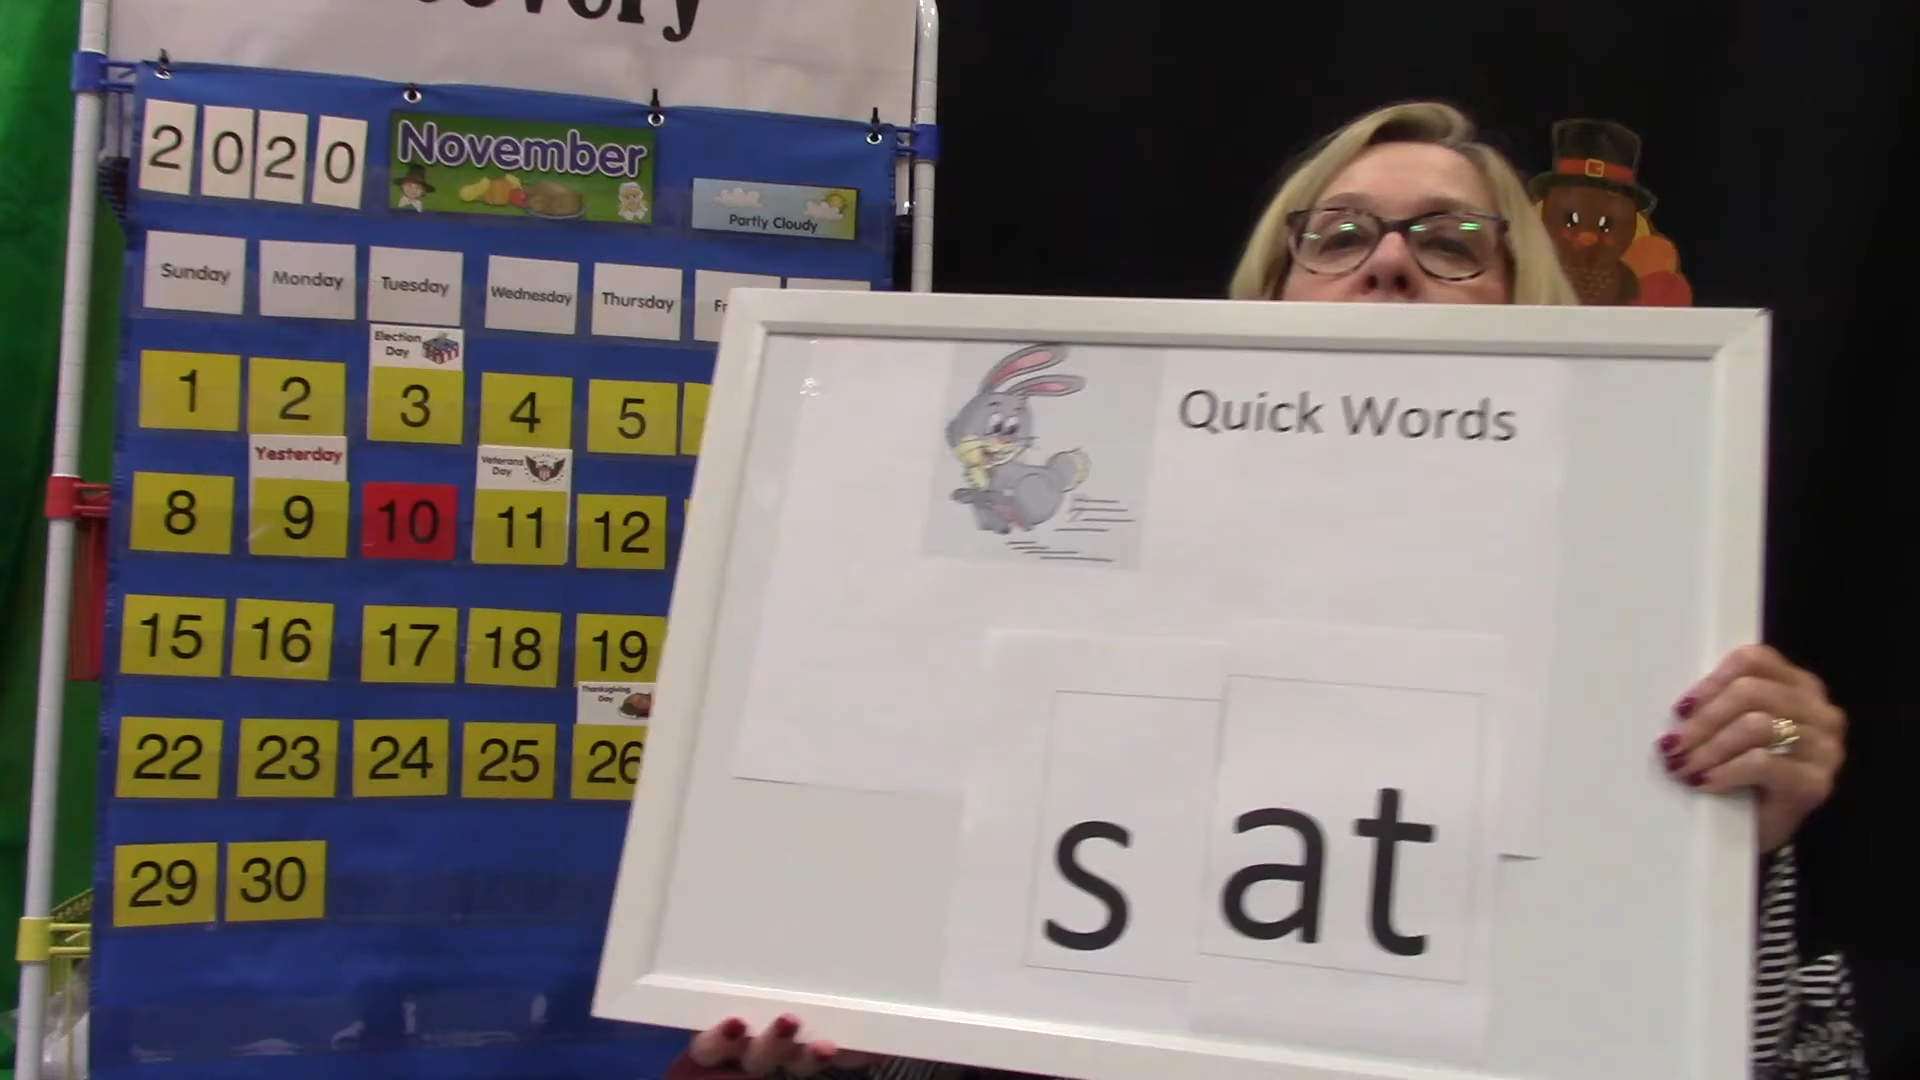 2020 November
Partly Cloudy
Sunday Monday Tuesday Wednesday Thursday
Election
Day
1 2 3 4 5
Yesterday
Veterans
Day
8 9 10 11 12
15 16 17 18 19
Thanksgiving
Day
22 23 24 25 26
29 30
Quick Words
s at